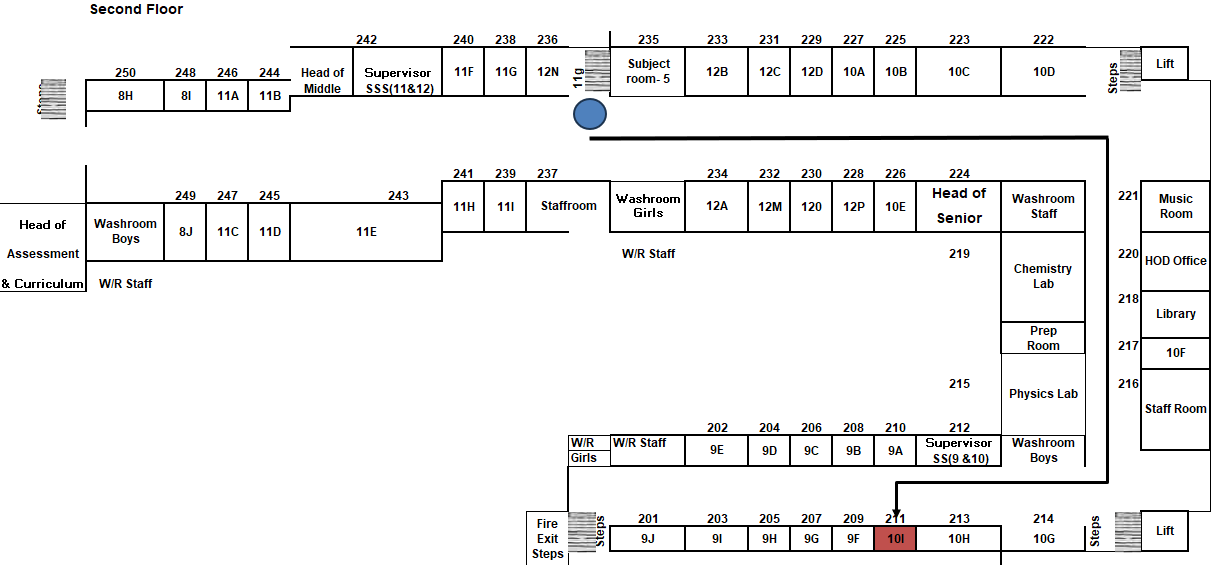 Second Floor
242 240 238 236 235 233 231 229 227 225 223 222
250 248 246 244
Head of
Middle
Supervisor
SSS(11&12)
11F 11G 12N
11g
Subject
room- 5
12B 12C 12D 10A 10B 10C 10D
Steps
Lift
8H 8I 11A 11B
241 239 237 234 232 230 228 226 224
249 247 245 243
221
Head of
Assessment
& Curriculum
Washroom
Boys
8J 11C 11D 11E
11H 11I Staffroom
Washroom
Girls
12A 12M 120 12P 10E
Head of
Senior
Washroom
Staff
Music
Room
W/R Staff
W/R Staff
219
Chemistry
Lab
220
HOD Office
218
Library
Prep
Room
217
10F
215
Physics Lab
216
Staff Room
202 204 206 208 210 212
W/R
Girls
W/R Staff
9E 9D 9C 9B 9A
Supervisor
SS(9 &10)
Washroom
Boys
Fire
Exit
Steps
Steps
201 203 205 207 209 211 213 214
9J 9I 9H 9G 9F 10I 10H 10G
Steps
Lift